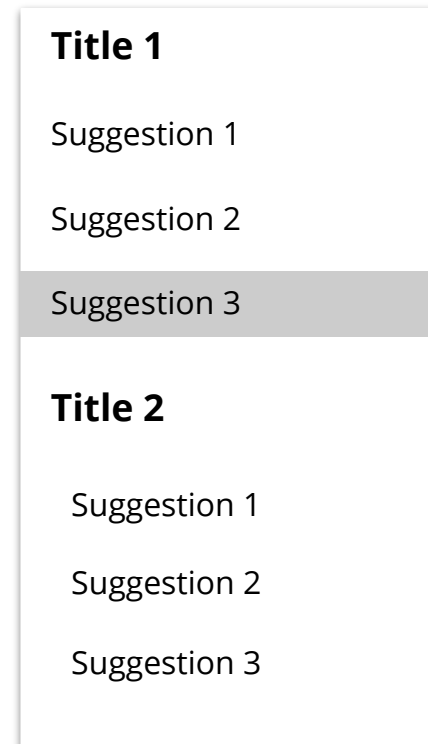 Title 1
Suggestion 1
Suggestion 2
Suggestion 3
Title 2
Suggestion 1
Suggestion 2
Suggestion 3